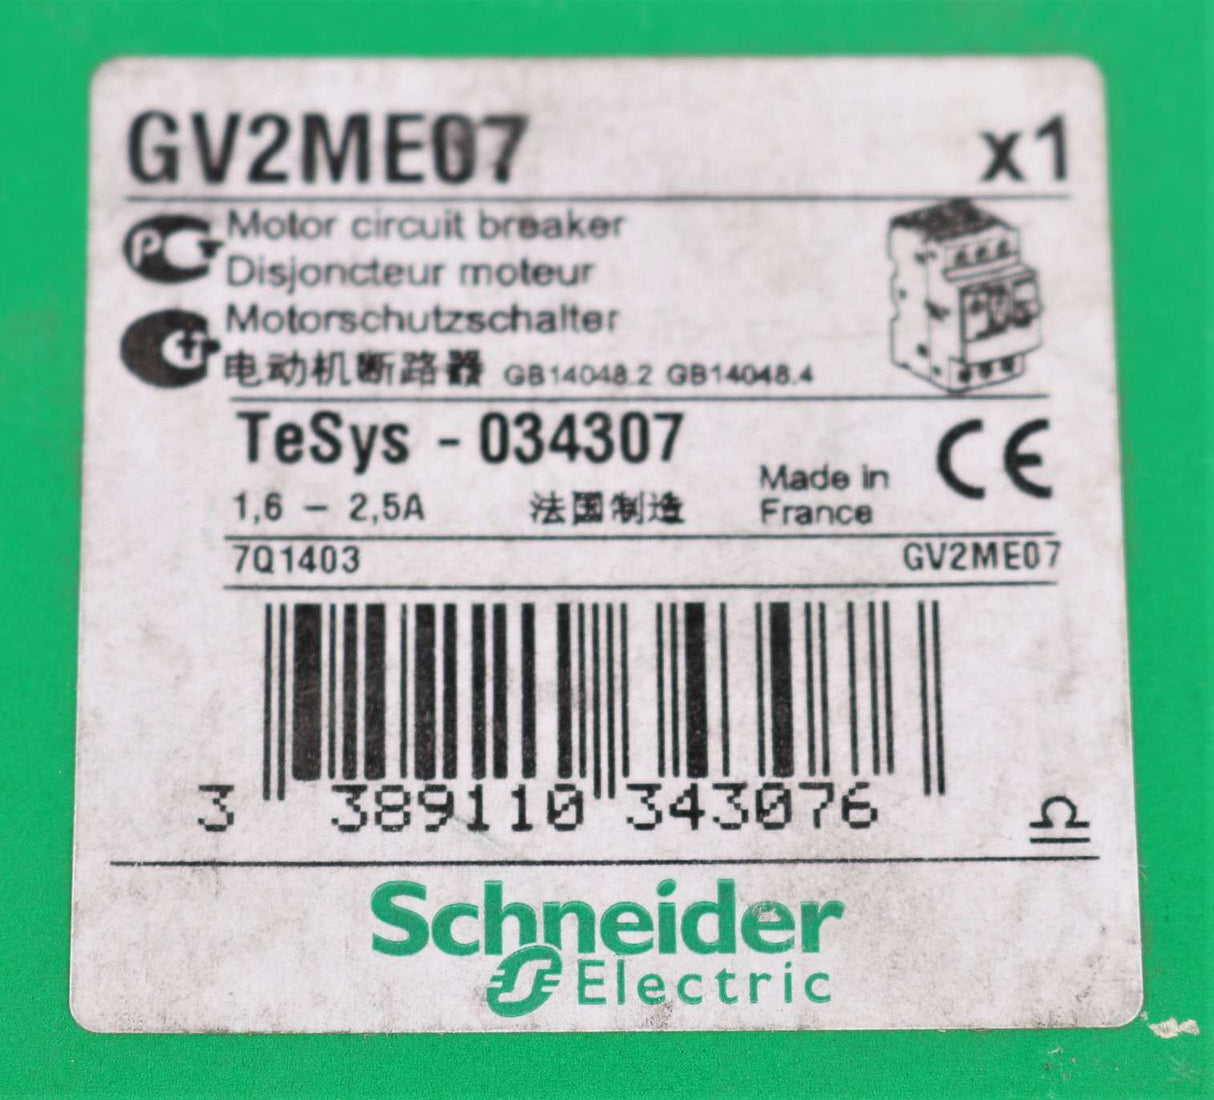 GV2ME07 x1
Motor circuit breaker
Disjoncteur moteur
Motorschutzschalter
电动机断路器 GB14048.2 GB14048.4
TeSys - 034307 CE
1,6 - 2,5A 法国制造 Made in
France
7Q1403 GV2ME07
3 389110 343076
Schneider
Electric